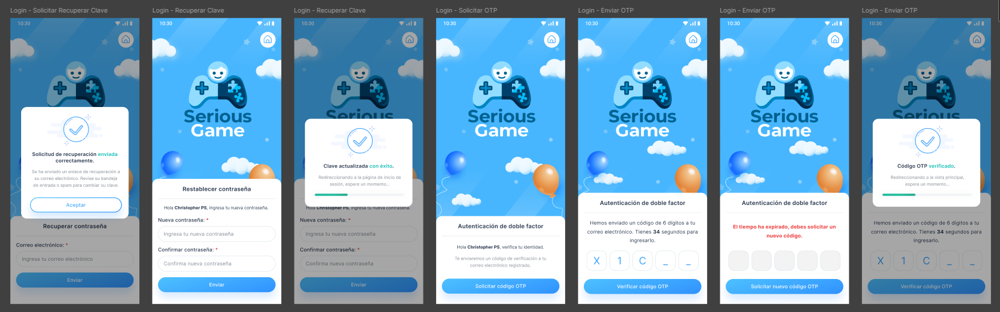 Login - Solicitar Recuperar Clave
10:30
Solicitud de recuperación enviada
correctamente.
Se ha enviado un enlace de recuperación a
su correo electrónico. Revise su bandeja
de entrada o spam para cambiar su clave.
Aceptar
Recuperar contraseña
Correo electrónico: *
Ingresa tu correo electrónico
Enviar
Login - Recuperar Clave
10:30
Serious
Game
Restablecer contraseña
Hola Christopher PS, ingresa tu nueva contraseña.
Nueva contraseña: *
Ingresa tu nueva contraseña
Confirmar contraseña: *
Confirma nueva contraseña
Enviar
Login - Recuperar Clave
10:30
Serious
Clave actualizada con éxito.
Redireccionando a la página de inicio de
sesión, espere un momento...
Hola Christopher PS, ingresa tu nueva contraseña.
Nueva contraseña: *
Ingresa tu nueva contraseña
Confirmar contraseña: *
Confirma nueva contraseña
Enviar
Login - Solicitar OTP
10:30
Serious
Game
Autenticación de doble factor
Hola Christopher PS, verifica tu identidad.
Te enviaremos un código de verificación a tu
correo electrónico registrado.
Solicitar código OTP
Login - Enviar OTP
10:30
Serious
Game
Autenticación de doble factor
Hemos enviado un código de 6 dígitos a tu
correo electrónico. Tienes 34 segundos para
ingresarlo.
X 1 C _ _
Verificar código OTP
Login - Enviar OTP
10:30
Serious
Game
Autenticación de doble factor
El tiempo ha expirado, debes solicitar un
nuevo código.
Solicitar nuevo código OTP
Login - Enviar OTP
10:30
Serious
Código OTP verificado.
Redireccionando a la vista principal,
espere un momento...
Hemos enviado un código de 6 dígitos a tu
correo electrónico. Tienes 34 segundos para
ingresarlo.
X 1 C _ _
Verificar código OTP